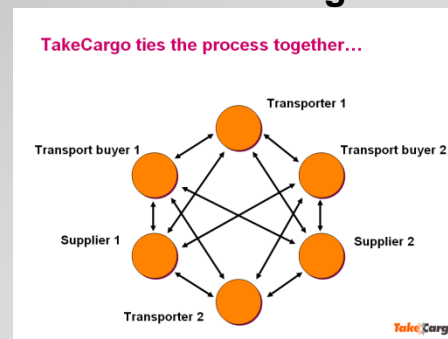 TakeCargo ties the process together…
Transporter 1
Transport buyer 1
Transport buyer 2
Supplier 1
Supplier 2
Transporter 2